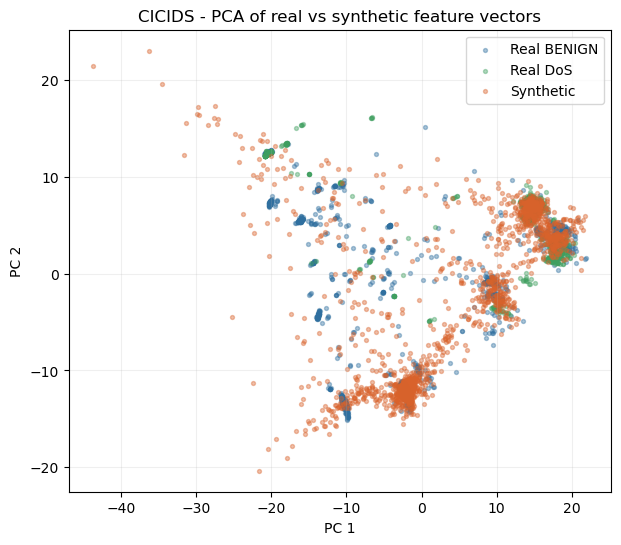 CICIDS - PCA of real vs synthetic feature vectors
Real BENIGN
Real DoS
Synthetic
PC 2
20
10
0
−10
−20
−40
−30
−20
−10
0
10
20
PC 1